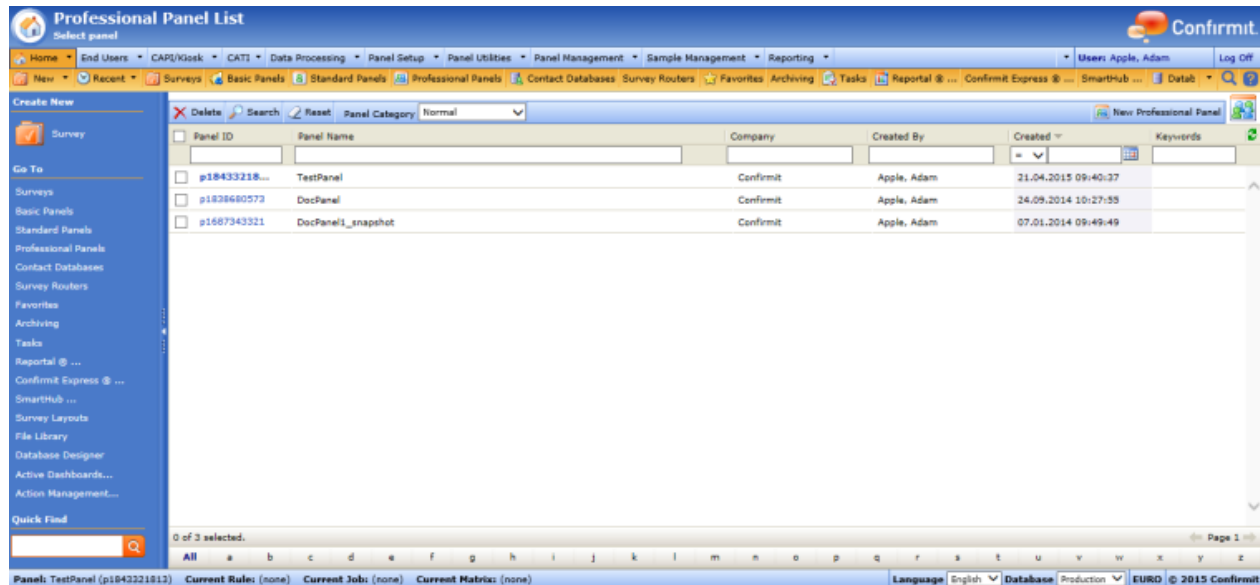 Professional Panel List
Select panel
Confirmit.
Home End Users CAPI/Kiosk CATI Data Processing Panel Setup Panel Utilities Panel Management Sample Management Reporting User: Apple, Adam Log Off
New Recent Surveys Basic Panels Standard Panels Professional Panels Contact Databases Survey Routers Favorites Archiving Tasks Reportal ® ... Confirmit Express ® ... SmartHub ... Datab
Create New
Survey
Go To
Surveys
Basic Panels
Standard Panels
Professional Panels
Contact Databases
Survey Routers
Favorites
Archiving
Tasks
Reportal ® ...
Confirmit Express ® ...
SmartHub ...
Survey Layouts
File Library
Database Designer
Active Dashboards...
Action Management...
Quick Find
Delete Search Reset Panel Category Normal New Professional Panel
Panel ID Panel Name Company Created By Created Keywords
=
p18433218... TestPanel Confirmit Apple, Adam 21.04.2015 09:40:37
p1838680573 DocPanel Confirmit Apple, Adam 24.09.2014 10:27:55
p1687343321 DocPanel1_snapshot Confirmit Apple, Adam 07.01.2014 09:49:49
0 of 3 selected. Page 1
All a b c d e f g h i j k l m n o p q r s t u v w x y z
Panel: TestPanel (p1843321813) Current Rule: (none) Current Job: (none) Current Matrix: (none) Language English Database Production EURO © 2015 Confirmit